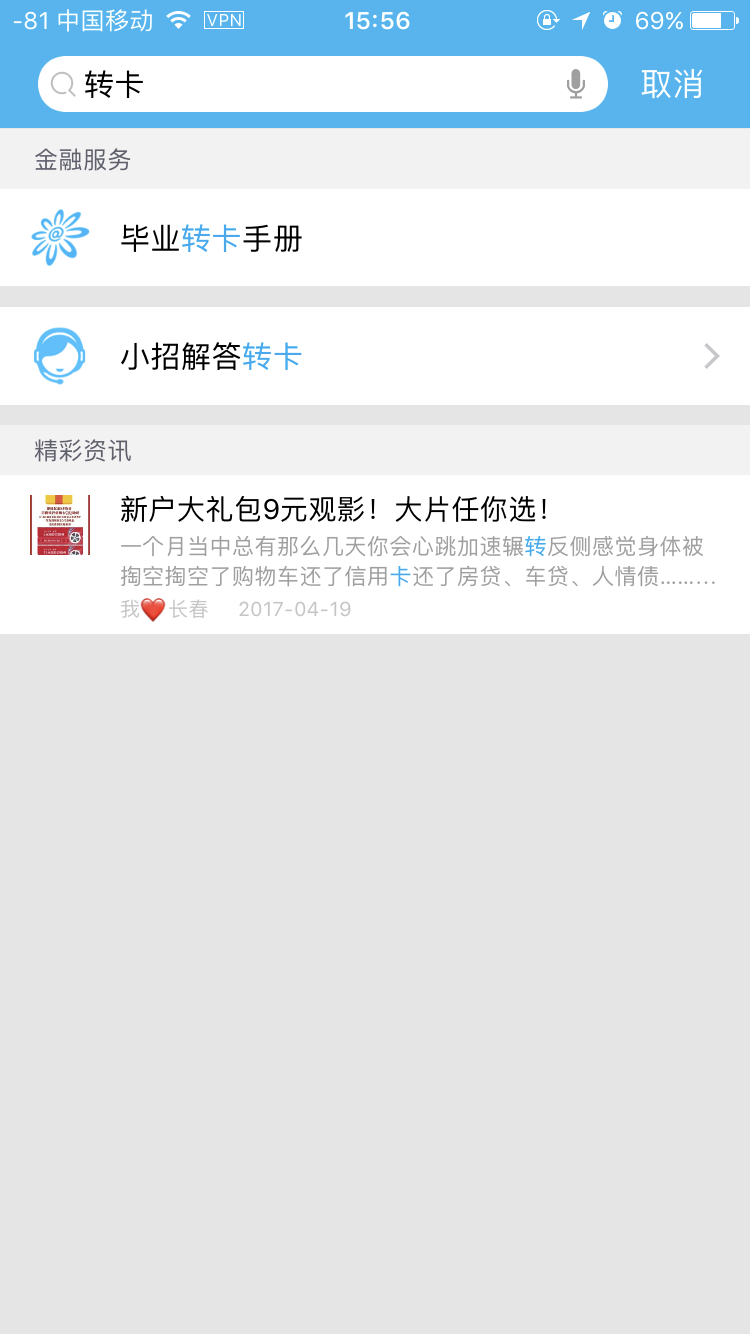 -81 中国移动 VPN 15:56 69%
转卡 取消
金融服务
毕业转卡手册
小招解答转卡
精彩资讯
新户大礼包9元观影！大片任你选！
一个月当中总有那么几天你会心跳加速辗转反侧感觉身体被
掏空掏空了购物车还了信用卡还了房贷、车贷、人情债……...
我❤️长春 2017-04-19